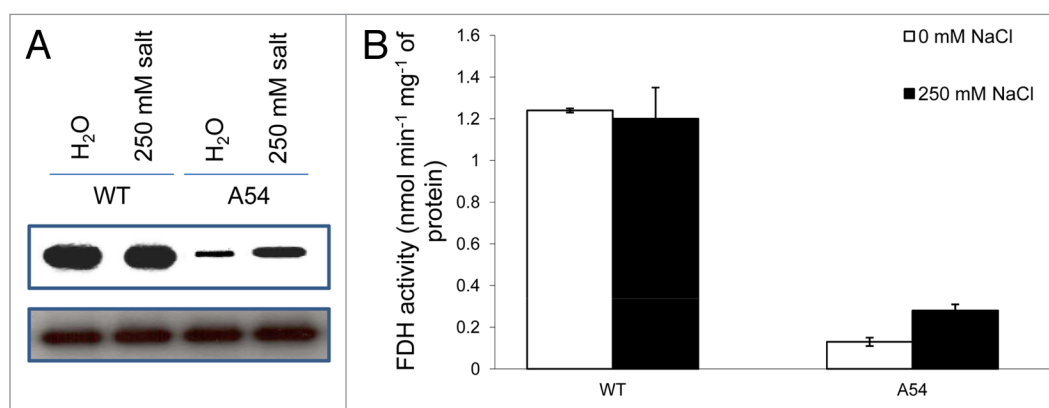 A
H₂O
250 mM salt
H₂O
250 mM salt
WT
A54
B
FDH activity (nmol min⁻¹ mg⁻¹ of
protein)
1.6
1.4
1.2
1
0.8
0.6
0.4
0.2
0
WT
A54
0 mM NaCl
250 mM NaCl